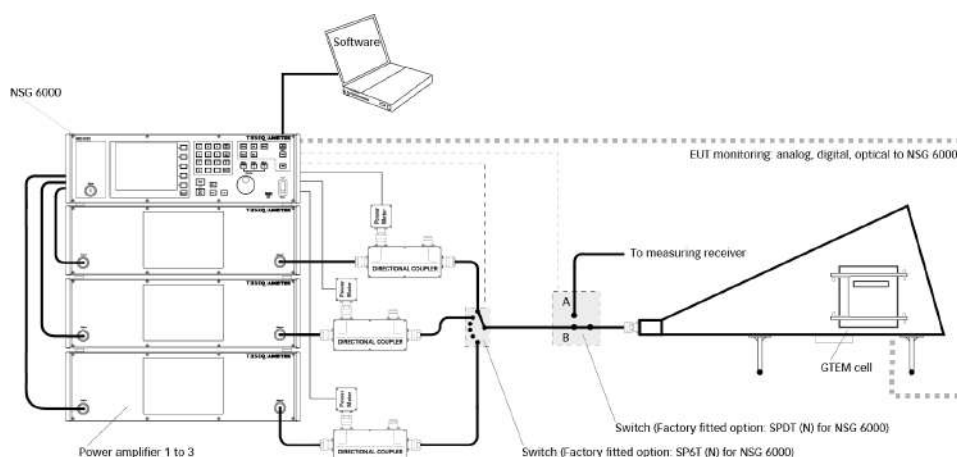 Software
NSG 6000
TESEQ AMETEK
EUT monitoring: analog, digital, optical to NSG 6000
Power Meter
TESEQ AMETEK
To measuring receiver
DIRECTIONAL COUPLER
A
Power Meter
TESEQ AMETEK
B
DIRECTIONAL COUPLER
GTEM cell
TESEQ AMETEK
Power Meter
Switch (Factory fitted option: SPDT (N) for NSG 6000)
DIRECTIONAL COUPLER
Power amplifier 1 to 3
Switch (Factory fitted option: SP6T (N) for NSG 6000)